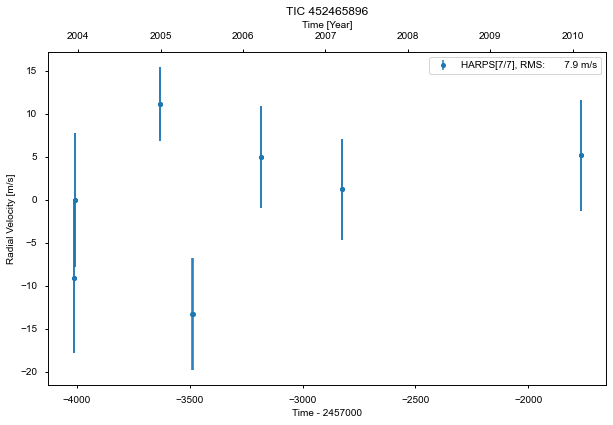 TIC 452465896
Time [Year]
2004 2005 2006 2007 2008 2009 2010
HARPS[7/7], RMS: 7.9 m/s
15
10
5
0
−5
−10
−15
−20
Radial Velocity [m/s]
−4000 −3500 −3000 −2500 −2000
Time - 2457000